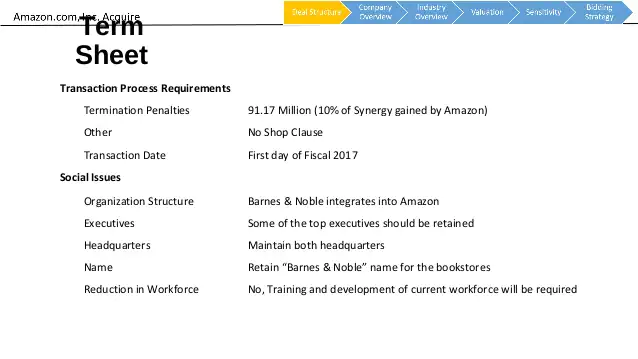 Amazon.com, Inc. Acquire
Deal Structure
Company
Overview
Industry
Overview
Valuation
Sensitivity
Bidding
Strategy
Term
Sheet
Transaction Process Requirements
Termination Penalties 91.17 Million (10% of Synergy gained by Amazon)
Other No Shop Clause
Transaction Date First day of Fiscal 2017
Social Issues
Organization Structure Barnes & Noble integrates into Amazon
Executives Some of the top executives should be retained
Headquarters Maintain both headquarters
Name Retain “Barnes & Noble” name for the bookstores
Reduction in Workforce No, Training and development of current workforce will be required